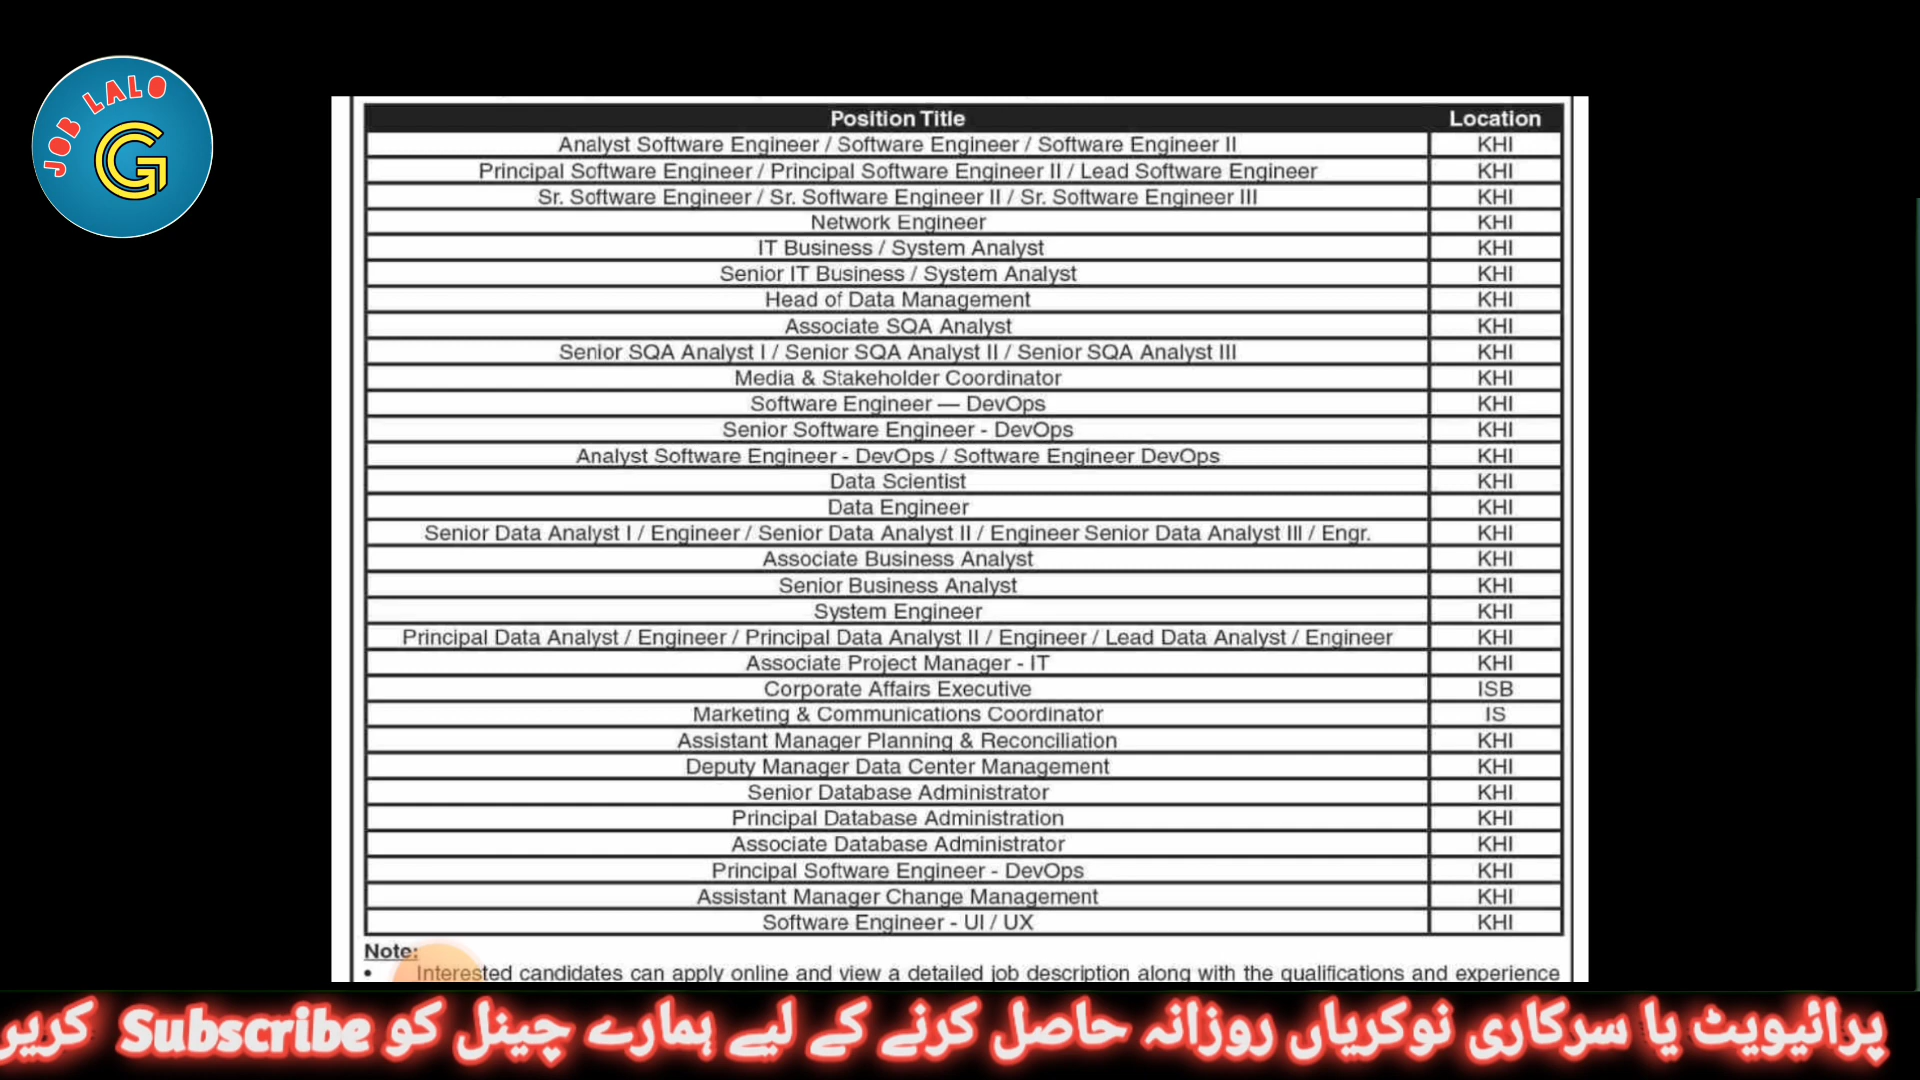 JOB LALO
G
Position Title Location
Analyst Software Engineer / Software Engineer / Software Engineer II KHI
Principal Software Engineer / Principal Software Engineer II / Lead Software Engineer KHI
Sr. Software Engineer / Sr. Software Engineer II / Sr. Software Engineer III KHI
Network Engineer KHI
IT Business / System Analyst KHI
Senior IT Business / System Analyst KHI
Head of Data Management KHI
Associate SQA Analyst KHI
Senior SQA Analyst I / Senior SQA Analyst II / Senior SQA Analyst III KHI
Media & Stakeholder Coordinator KHI
Software Engineer — DevOps KHI
Senior Software Engineer - DevOps KHI
Analyst Software Engineer - DevOps / Software Engineer DevOps KHI
Data Scientist KHI
Data Engineer KHI
Senior Data Analyst I / Engineer / Senior Data Analyst II / Engineer Senior Data Analyst III / Engr. KHI
Associate Business Analyst KHI
Senior Business Analyst KHI
System Engineer KHI
Principal Data Analyst / Engineer / Principal Data Analyst II / Engineer / Lead Data Analyst / Engineer KHI
Associate Project Manager - IT KHI
Corporate Affairs Executive ISB
Marketing & Communications Coordinator IS
Assistant Manager Planning & Reconciliation KHI
Deputy Manager Data Center Management KHI
Senior Database Administrator KHI
Principal Database Administration KHI
Associate Database Administrator KHI
Principal Software Engineer - DevOps KHI
Assistant Manager Change Management KHI
Software Engineer - UI / UX KHI
Note:
• Interested candidates can apply online and view a detailed job description along with the qualifications and experience
پرائیویٹ یا سرکاری نوکریاں روزانہ حاصل کرنے کے لیے ہمارے چینل کو Subscribe کریں